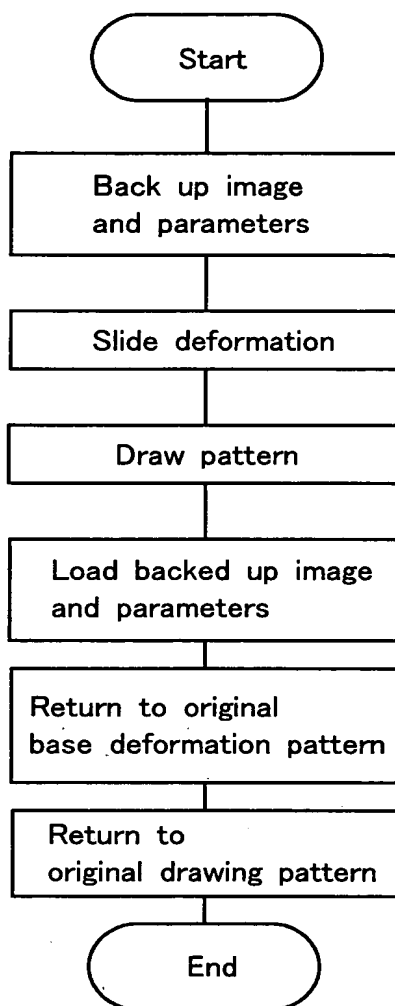 Start
Back up image
and parameters
Slide deformation
Draw pattern
Load backed up image
and parameters
Return to original
base deformation pattern
Return to
original drawing pattern
End